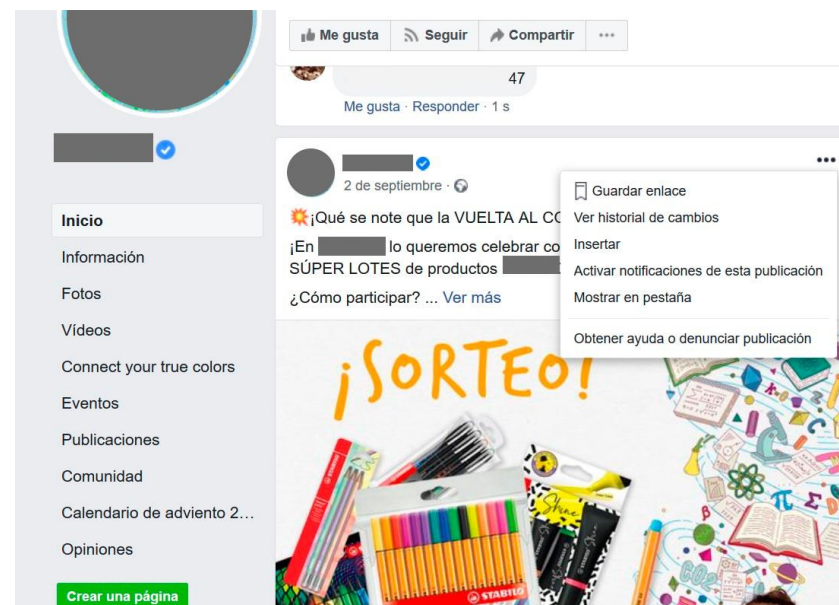 Me gusta Seguir Compartir ...
47
Me gusta · Responder · 1 s
2 de septiembre ·
¡Qué se note que la VUELTA AL CO
¡En lo queremos celebrar co
SÚPER LOTES de productos
¿Cómo participar? ... Ver más
Guardar enlace
Ver historial de cambios
Insertar
Activar notificaciones de esta publicación
Mostrar en pestaña
Obtener ayuda o denunciar publicación
Inicio
Información
Fotos
Vídeos
Connect your true colors
Eventos
Publicaciones
Comunidad
Calendario de adviento 2...
Opiniones
Crear una página
¡SORTEO!
STABILO
Shine
STABILO
π Σ
β
CO2